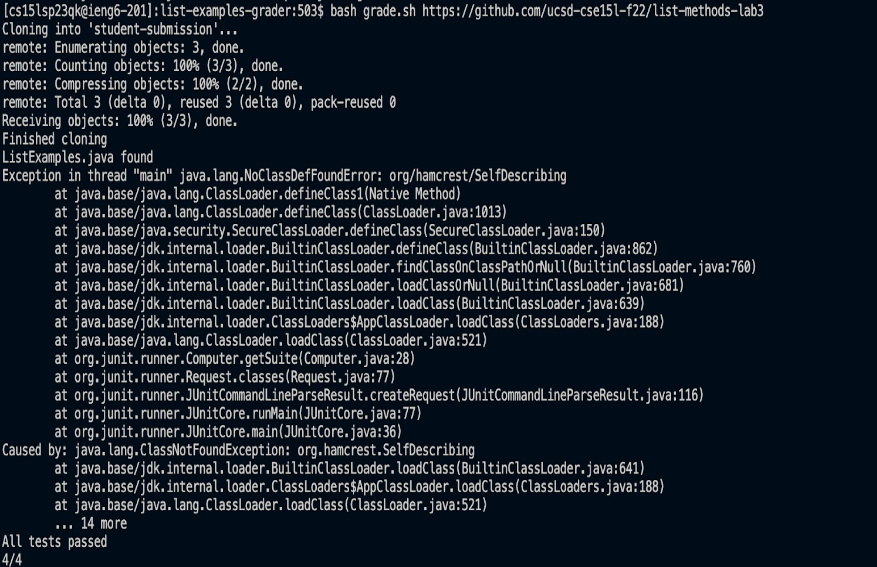 [cs15lsp23qk@ieng6-201]:list-examples-grader:503$ bash grade.sh https://github.com/ucsd-cse15l-f22/list-methods-lab3
Cloning into 'student-submission'...
remote: Enumerating objects: 3, done.
remote: Counting objects: 100% (3/3), done.
remote: Compressing objects: 100% (2/2), done.
remote: Total 3 (delta 0), reused 3 (delta 0), pack-reused 0
Receiving objects: 100% (3/3), done.
Finished cloning
ListExamples.java found
Exception in thread "main" java.lang.NoClassDefFoundError: org/hamcrest/SelfDescribing
at java.base/java.lang.ClassLoader.defineClass1(Native Method)
at java.base/java.lang.ClassLoader.defineClass(ClassLoader.java:1013)
at java.base/java.security.SecureClassLoader.defineClass(SecureClassLoader.java:150)
at java.base/jdk.internal.loader.BuiltinClassLoader.defineClass(BuiltinClassLoader.java:862)
at java.base/jdk.internal.loader.BuiltinClassLoader.findClassOnClassPathOrNull(BuiltinClassLoader.java:760)
at java.base/jdk.internal.loader.BuiltinClassLoader.loadClassOrNull(BuiltinClassLoader.java:681)
at java.base/jdk.internal.loader.BuiltinClassLoader.loadClass(BuiltinClassLoader.java:639)
at java.base/jdk.internal.loader.ClassLoaders$AppClassLoader.loadClass(ClassLoaders.java:188)
at java.base/java.lang.ClassLoader.loadClass(ClassLoader.java:521)
at org.junit.runner.Computer.getSuite(Computer.java:28)
at org.junit.runner.Request.classes(Request.java:77)
at org.junit.runner.JUnitCommandLineParseResult.createRequest(JUnitCommandLineParseResult.java:116)
at org.junit.runner.JUnitCore.runMain(JUnitCore.java:77)
at org.junit.runner.JUnitCore.main(JUnitCore.java:36)
Caused by: java.lang.ClassNotFoundException: org.hamcrest.SelfDescribing
at java.base/jdk.internal.loader.BuiltinClassLoader.loadClass(BuiltinClassLoader.java:641)
at java.base/jdk.internal.loader.ClassLoaders$AppClassLoader.loadClass(ClassLoaders.java:188)
at java.base/java.lang.ClassLoader.loadClass(ClassLoader.java:521)
... 14 more
All tests passed
4/4